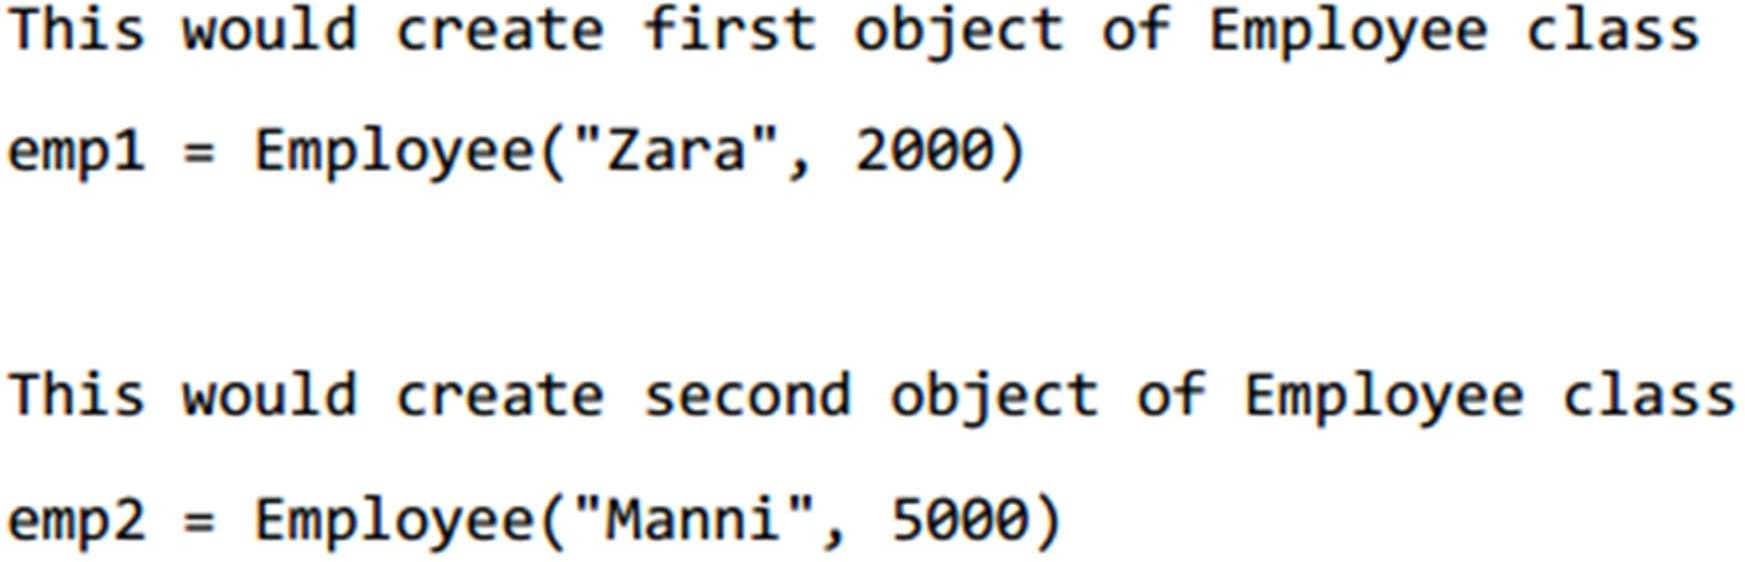 This would create first object of Employee class
emp1 = Employee("Zara", 2000)
This would create second object of Employee class
emp2 = Employee("Manni", 5000)